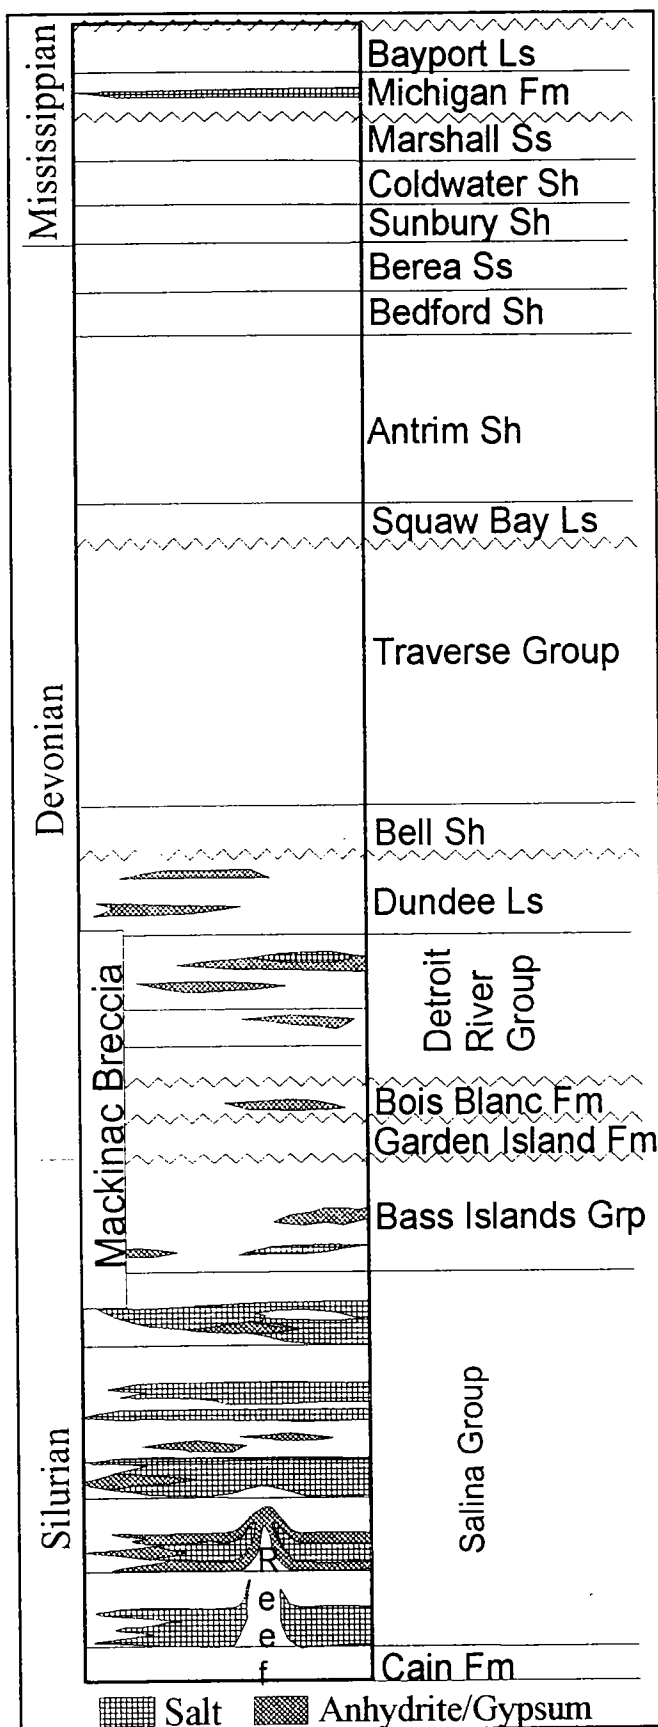 Mississippian
Bayport Ls
Michigan Fm
Marshall Ss
Coldwater Sh
Sunbury Sh
Devonian
Berea Ss
Bedford Sh
Antrim Sh
Squaw Bay Ls
Traverse Group
Bell Sh
Dundee Ls
Mackinac Breccia
Detroit
River
Group
Bois Blanc Fm
Garden Island Fm
Silurian
Bass Islands Grp
Salina Group
R
e
e
f
Cain Fm
Salt
Anhydrite/Gypsum